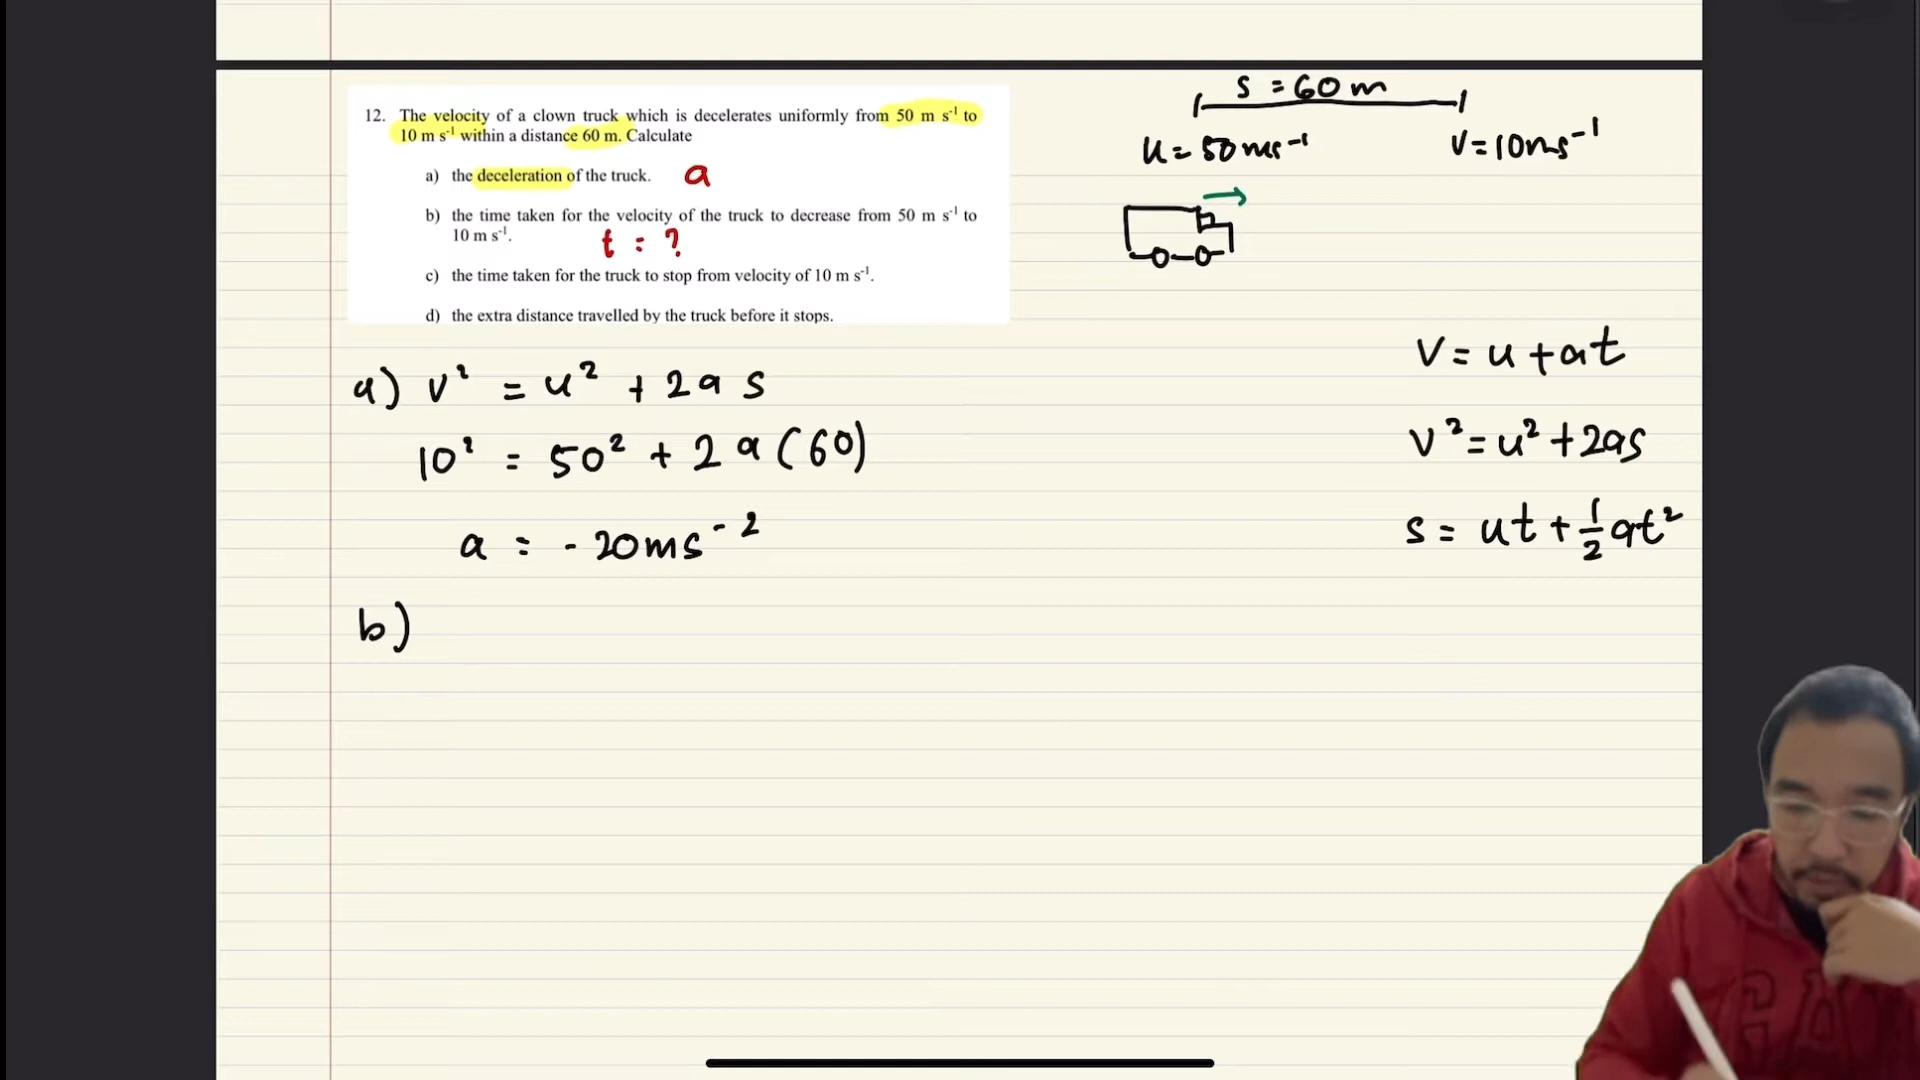 12. The velocity of a clown truck which is decelerates uniformly from 50 m s⁻¹ to
10 m s⁻¹ within a distance 60 m. Calculate
a) the deceleration of the truck. a
b) the time taken for the velocity of the truck to decrease from 50 m s⁻¹ to
10 m s⁻¹. t = ?
c) the time taken for the truck to stop from velocity of 10 m s⁻¹.
d) the extra distance travelled by the truck before it stops.
s = 60 m
u = 50 ms⁻¹ v = 10ms⁻¹
a) v² = u² + 2 a s
10² = 50² + 2 a (60)
a = - 20 ms⁻²
b)
v = u + at
v² = u² + 2as
s = ut + ½at²